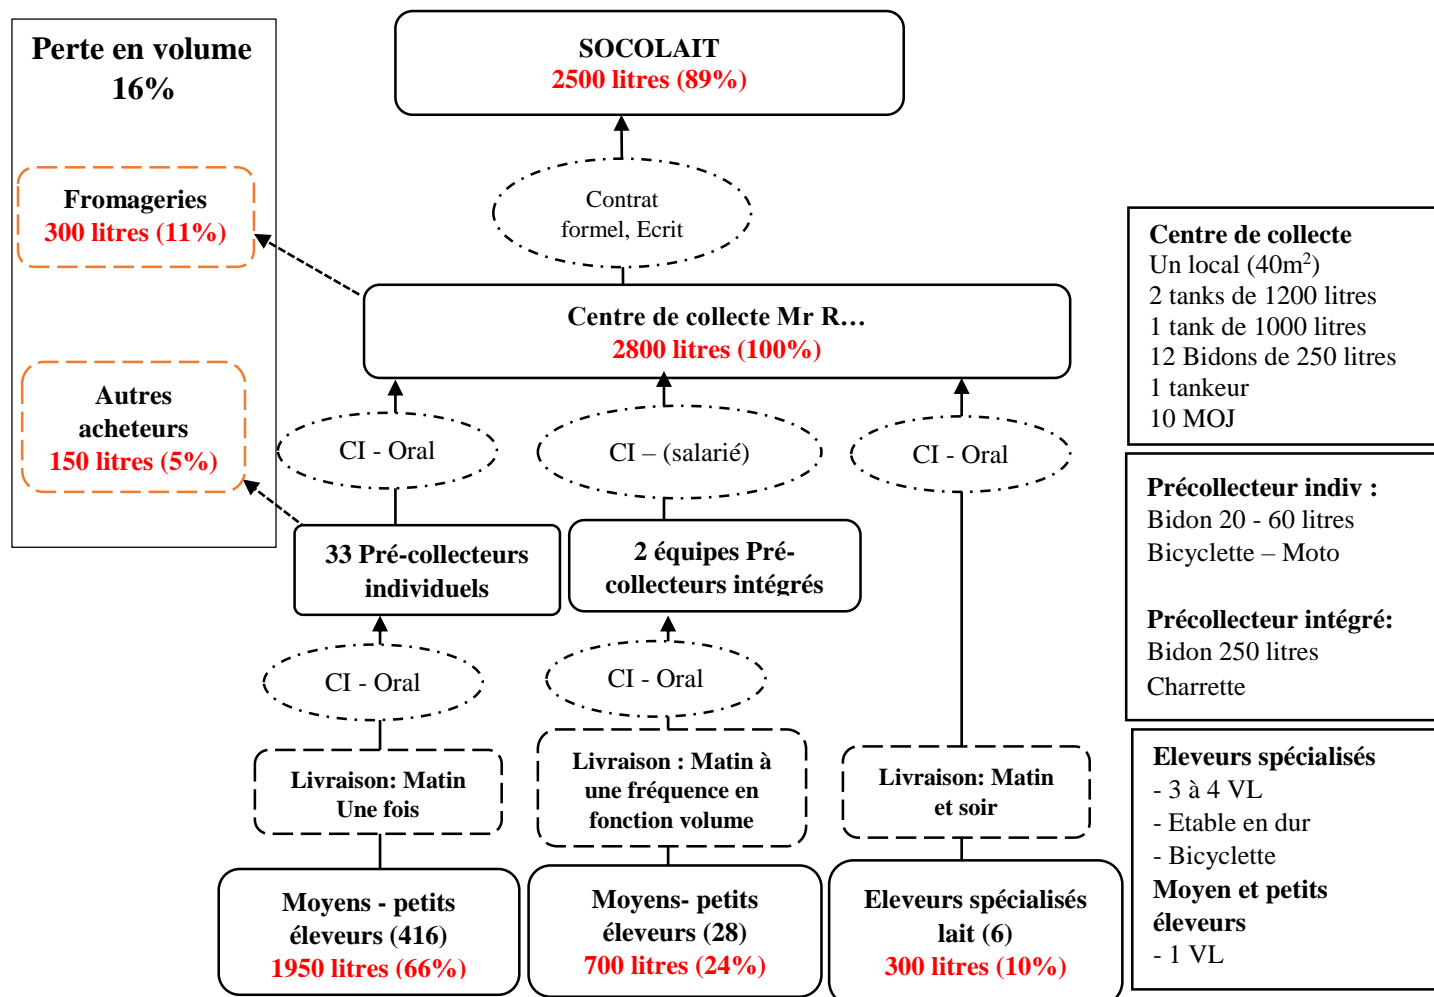 Perte en volume
16%
SOCOLAIT
2500 litres (89%)
Fromageries
300 litres (11%)
Contrat
formel, Ecrit
Centre de collecte Mr R…
2800 litres (100%)
Autres
acheteurs
150 litres (5%)
CI - Oral
CI – (salarié)
CI - Oral
33 Pré-collecteurs
individuels
2 équipes Pré-
collecteurs intégrés
CI - Oral
CI - Oral
Livraison: Matin
Une fois
Livraison : Matin à
une fréquence en
fonction volume
Livraison: Matin
et soir
Moyens - petits
éleveurs (416)
1950 litres (66%)
Moyens- petits
éleveurs (28)
700 litres (24%)
Eleveurs spécialisés
lait (6)
300 litres (10%)
Centre de collecte
Un local (40m²)
2 tanks de 1200 litres
1 tank de 1000 litres
12 Bidons de 250 litres
1 tankeur
10 MOJ
Précollecteur indiv :
Bidon 20 - 60 litres
Bicyclette – Moto
Précollecteur intégré:
Bidon 250 litres
Charrette
Eleveurs spécialisés
- 3 à 4 VL
- Etable en dur
- Bicyclette
Moyen et petits
éleveurs
- 1 VL